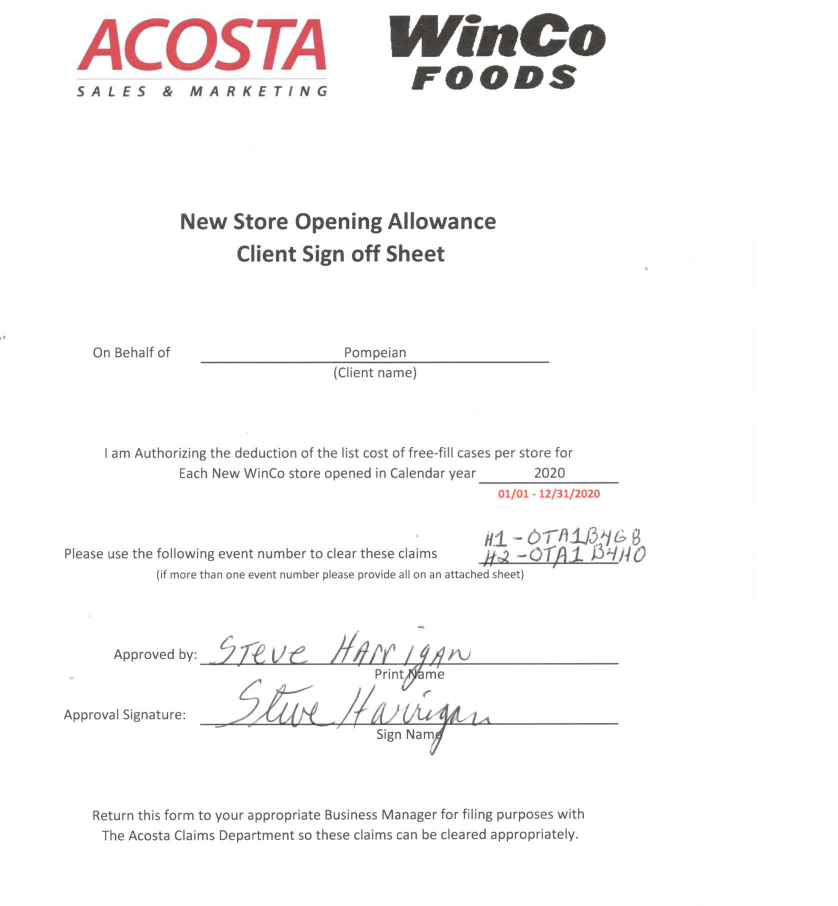 ACOSTA
SALES & MARKETING
WinCo
FOODS
New Store Opening Allowance
Client Sign off Sheet
On Behalf of Pompeian
(Client name)
I am Authorizing the deduction of the list cost of free-fill cases per store for
Each New WinCo store opened in Calendar year 2020
01/01 - 12/31/2020
H1-OTA1B4G8
Please use the following event number to clear these claims H2-OTA1B4H0
(if more than one event number please provide all on an attached sheet)
Approved by: Steve Harrigan
Print Name
Approval Signature: Steve Harrigan
Sign Name
Return this form to your appropriate Business Manager for filing purposes with
The Acosta Claims Department so these claims can be cleared appropriately.